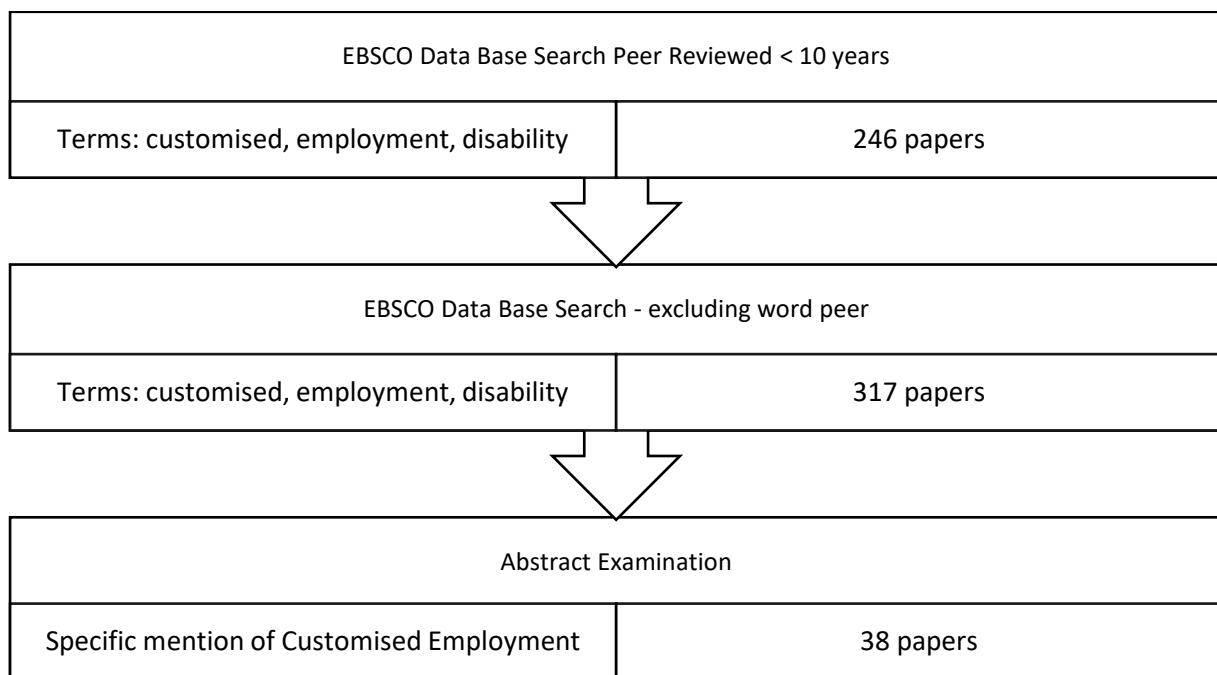 EBSCO Data Base Search Peer Reviewed < 10 years
Terms: customised, employment, disability
246 papers
EBSCO Data Base Search - excluding word peer
Terms: customised, employment, disability
317 papers
Abstract Examination
Specific mention of Customised Employment
38 papers